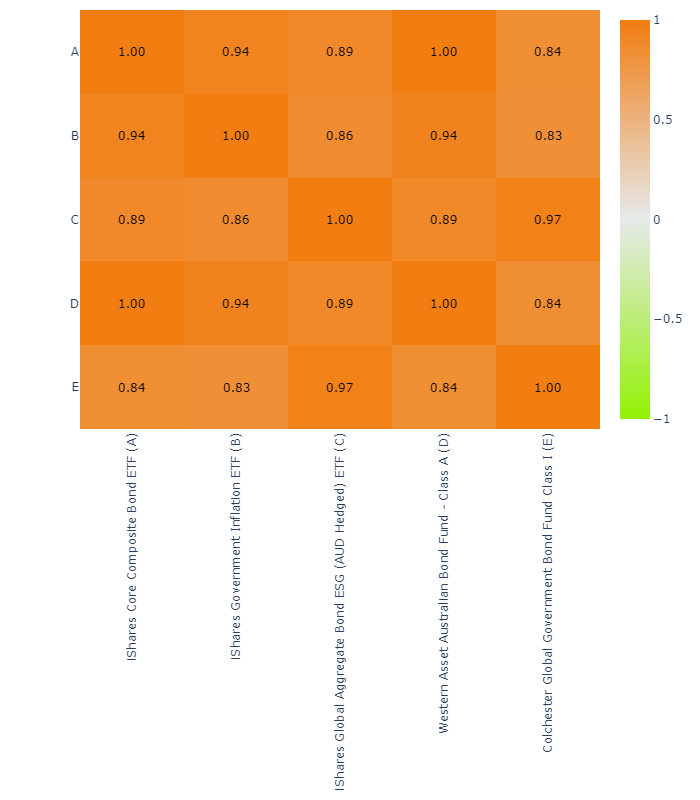 A 1.00 0.94 0.89 1.00 0.84
B 0.94 1.00 0.86 0.94 0.83
C 0.89 0.86 1.00 0.89 0.97
D 1.00 0.94 0.89 1.00 0.84
E 0.84 0.83 0.97 0.84 1.00
IShares Core Composite Bond ETF (A)
IShares Government Inflation ETF (B)
IShares Global Aggregate Bond ESG (AUD Hedged) ETF (C)
Western Asset Australian Bond Fund - Class A (D)
Colchester Global Government Bond Fund Class I (E)
1
0.5
0
−0.5
−1